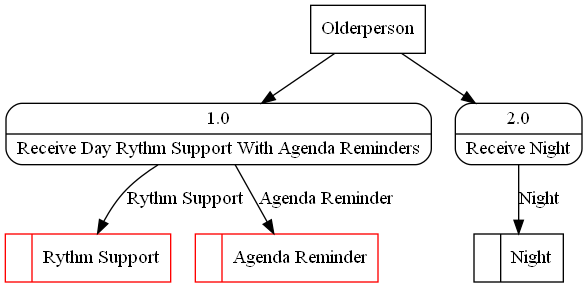 Olderperson
1.0
Receive Day Rythm Support With Agenda Reminders
2.0
Receive Night
Rythm Support
Agenda Reminder
Night
Rythm Support
Agenda Reminder
Night